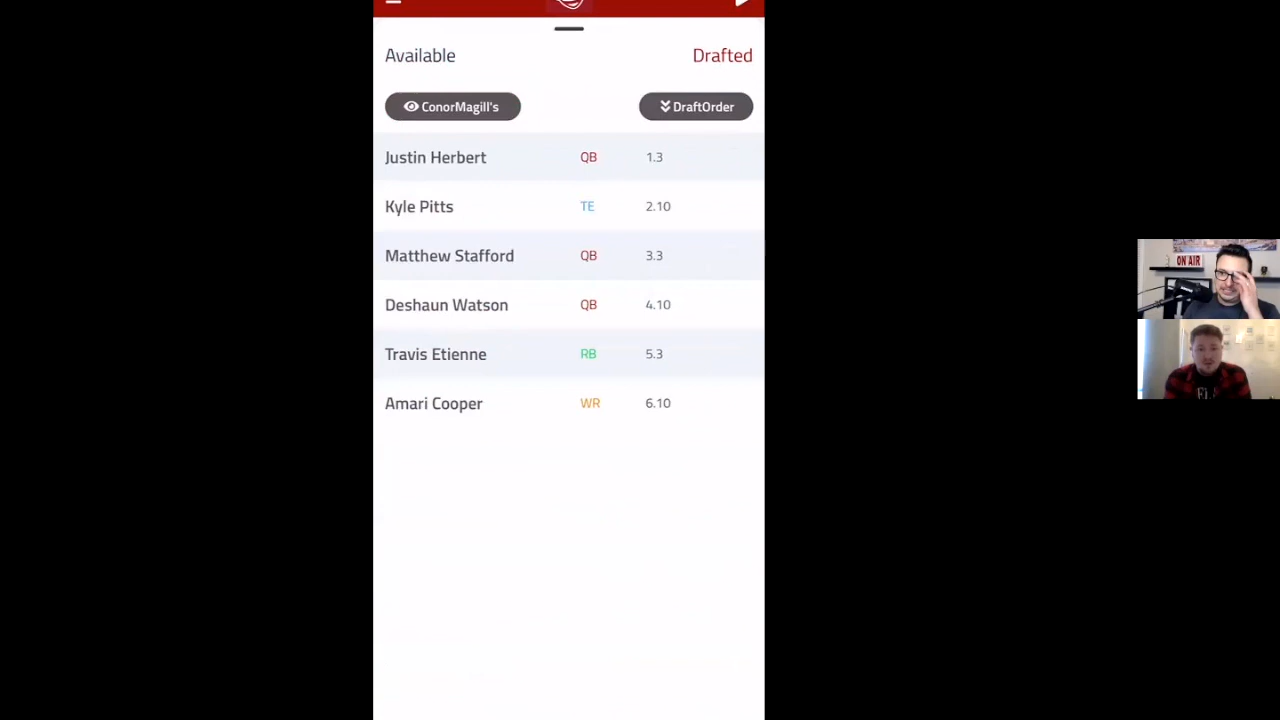 Available Drafted
ConorMagill's DraftOrder
Justin Herbert QB 1.3
Kyle Pitts TE 2.10
Matthew Stafford QB 3.3
Deshaun Watson QB 4.10
Travis Etienne RB 5.3
Amari Cooper WR 6.10
ON AIR